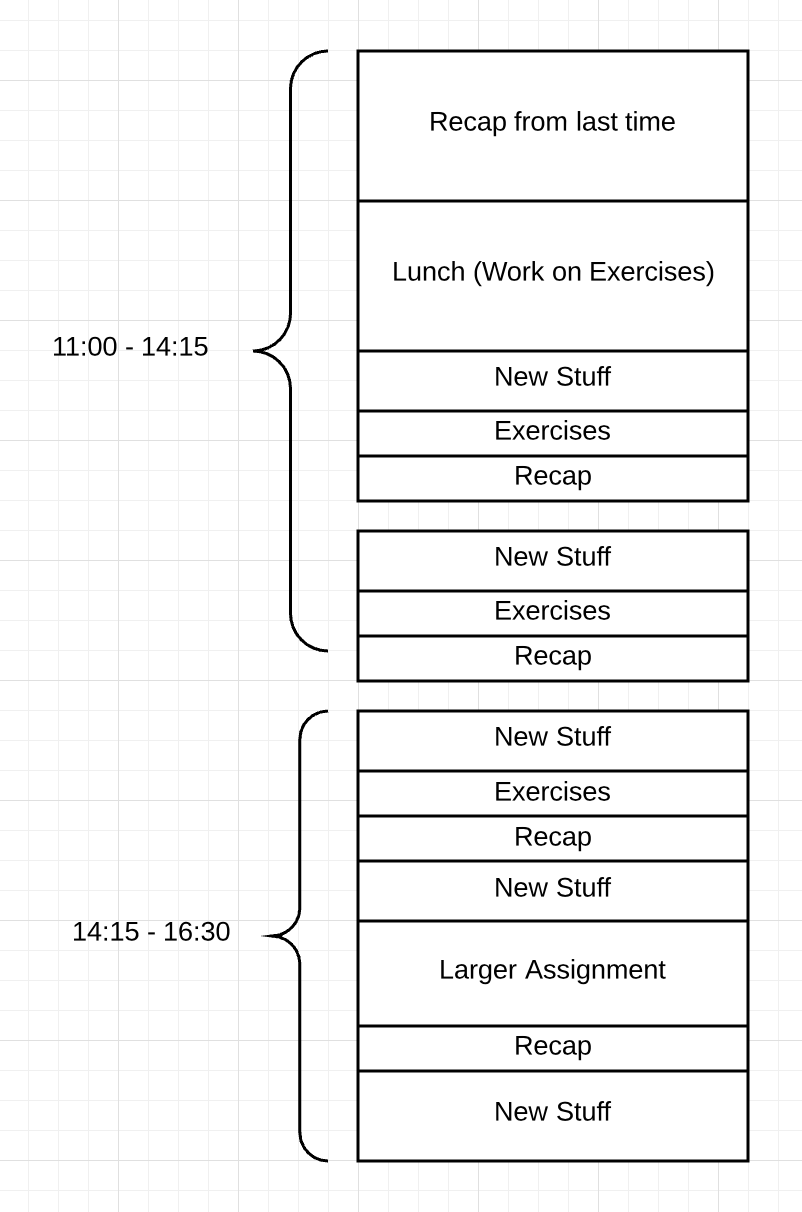 Recap from last time
Lunch (Work on Exercises)
11:00 - 14:15
New Stuff
Exercises
Recap
New Stuff
Exercises
Recap
New Stuff
Exercises
Recap
New Stuff
14:15 - 16:30
Larger Assignment
Recap
New Stuff